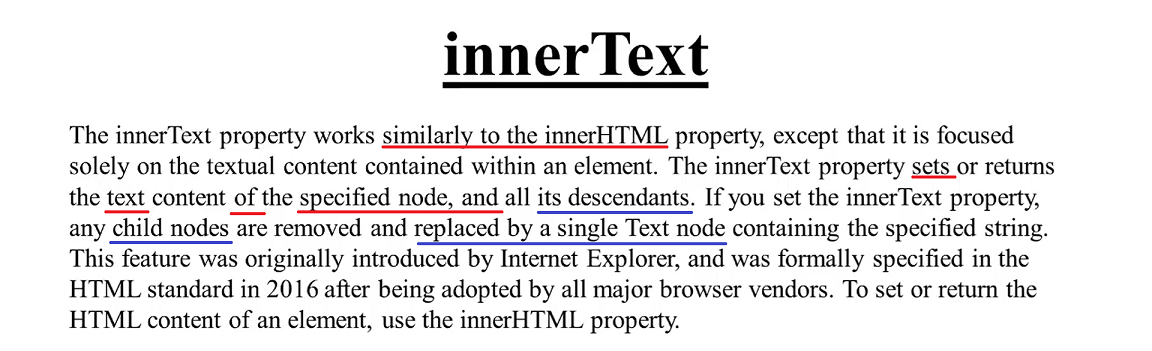 innerText
The innerText property works similarly to the innerHTML property, except that it is focused
solely on the textual content contained within an element. The innerText property sets or returns
the text content of the specified node, and all its descendants. If you set the innerText property,
any child nodes are removed and replaced by a single Text node containing the specified string.
This feature was originally introduced by Internet Explorer, and was formally specified in the
HTML standard in 2016 after being adopted by all major browser vendors. To set or return the
HTML content of an element, use the innerHTML property.